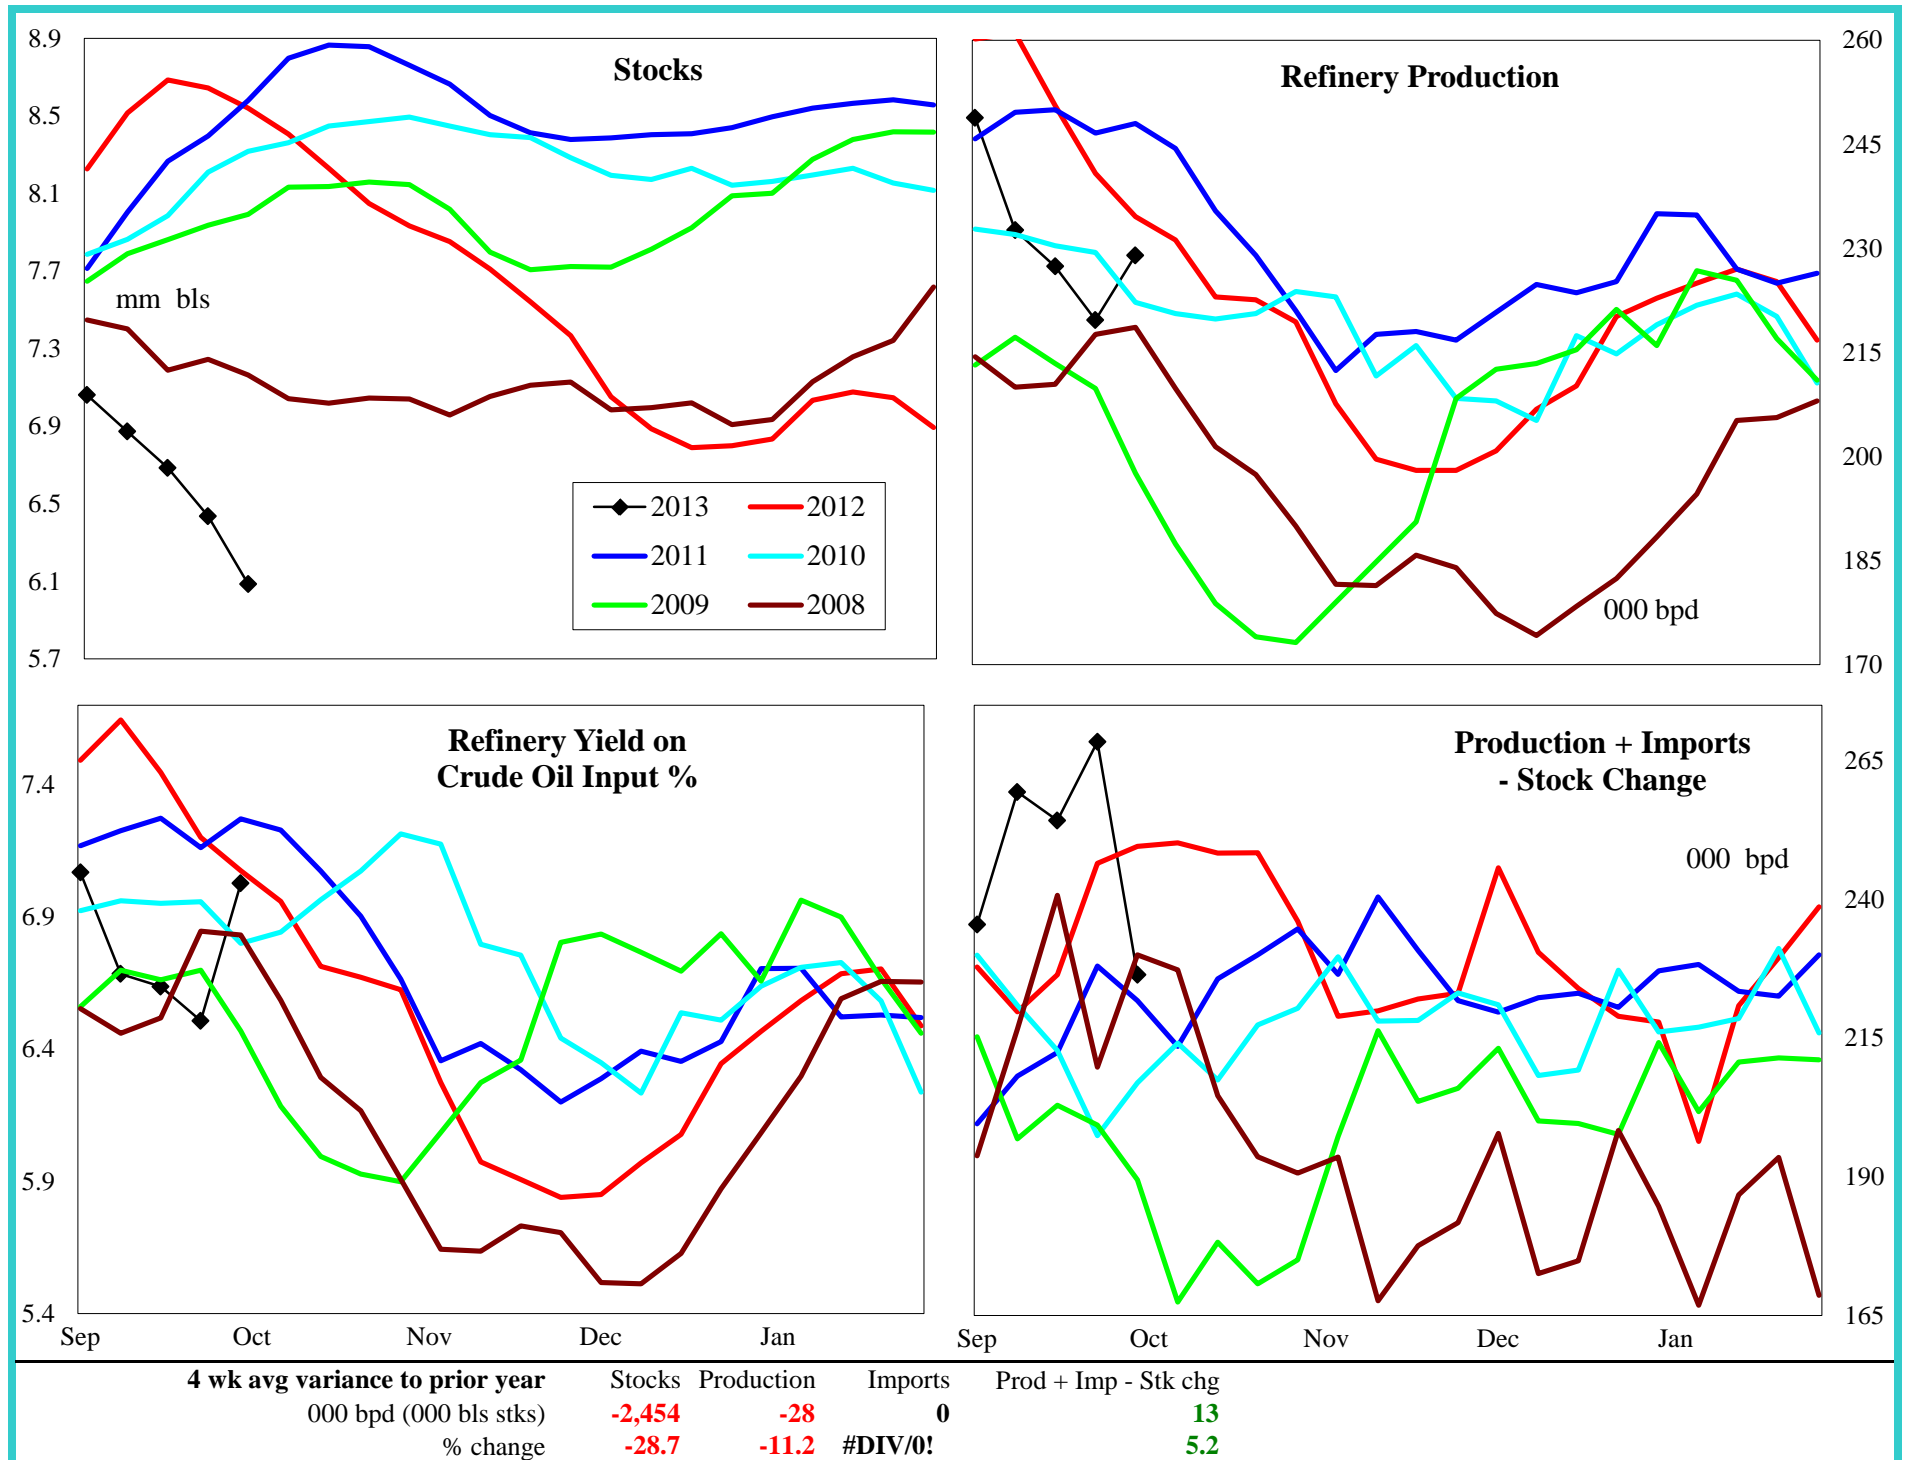 Stocks
8.9
8.5
8.1
7.7
7.3
6.9
6.5
6.1
5.7
mm bls
2013 2012
2011 2010
2009 2008
Refinery Production
260
245
230
215
200
185
170
000 bpd
Refinery Yield on
Crude Oil Input %
7.4
6.9
6.4
5.9
5.4
Sep Oct Nov Dec Jan
Production + Imports
- Stock Change
000 bpd
265
240
215
190
165
Sep Oct Nov Dec Jan
4 wk avg variance to prior year Stocks Production Imports Prod + Imp - Stk chg
000 bpd (000 bls stks) -2,454 -28 0 13
% change -28.7 -11.2 #DIV/0! 5.2